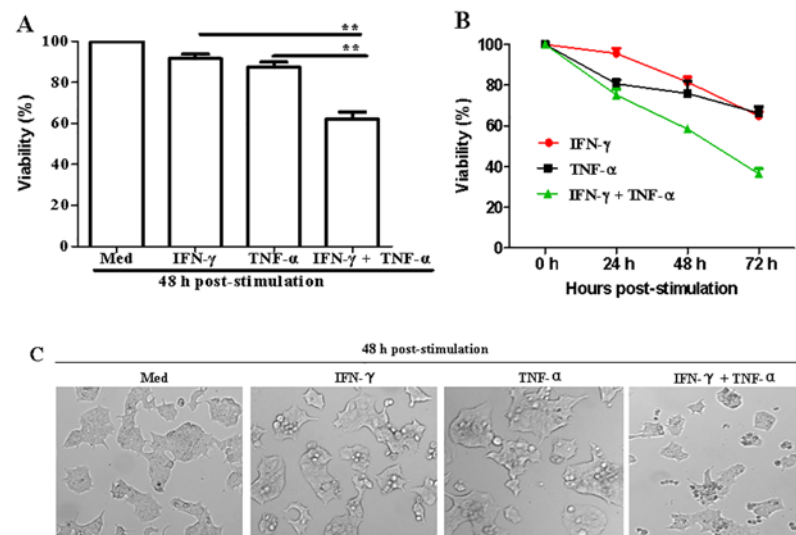 A
Viability (%)
100
80
60
40
20
0
**
**
Med IFN-γ TNF-α IFN-γ + TNF-α
48 h post-stimulation
B
Viability (%)
100
80
60
40
20
0
IFN-γ
TNF-α
IFN-γ + TNF-α
0 h 24 h 48 h 72 h
Hours post-stimulation
C
48 h post-stimulation
Med IFN-γ TNF-α IFN-γ + TNF-α